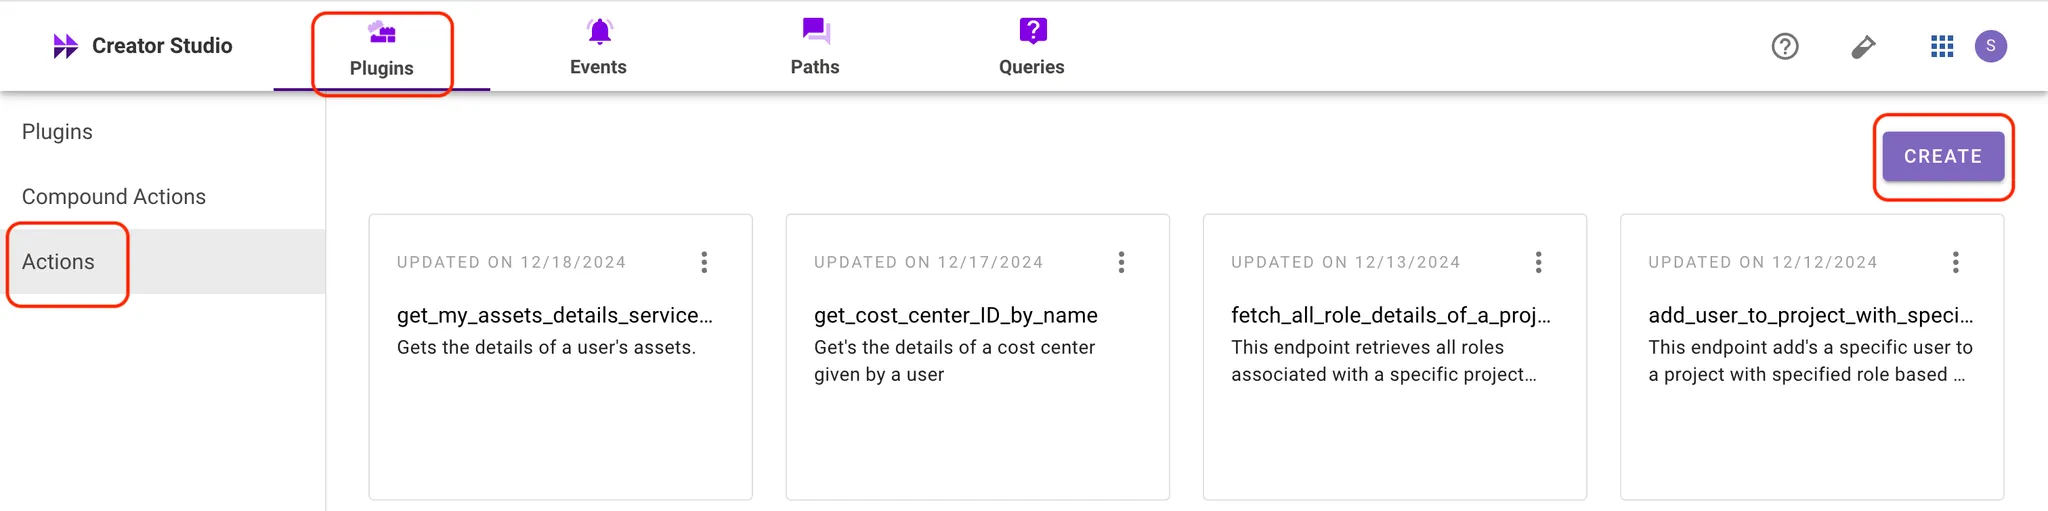 Creator Studio
Plugins
Events
Paths
Queries
S
Plugins
Compound Actions
Actions
CREATE
UPDATED ON 12/18/2024
get_my_assets_details_service...
Gets the details of a user's assets.
UPDATED ON 12/17/2024
get_cost_center_ID_by_name
Get's the details of a cost center
given by a user
UPDATED ON 12/13/2024
fetch_all_role_details_of_a_proj...
This endpoint retrieves all roles
associated with a specific project...
UPDATED ON 12/12/2024
add_user_to_project_with_speci...
This endpoint add's a specific user to
a project with specified role based ...